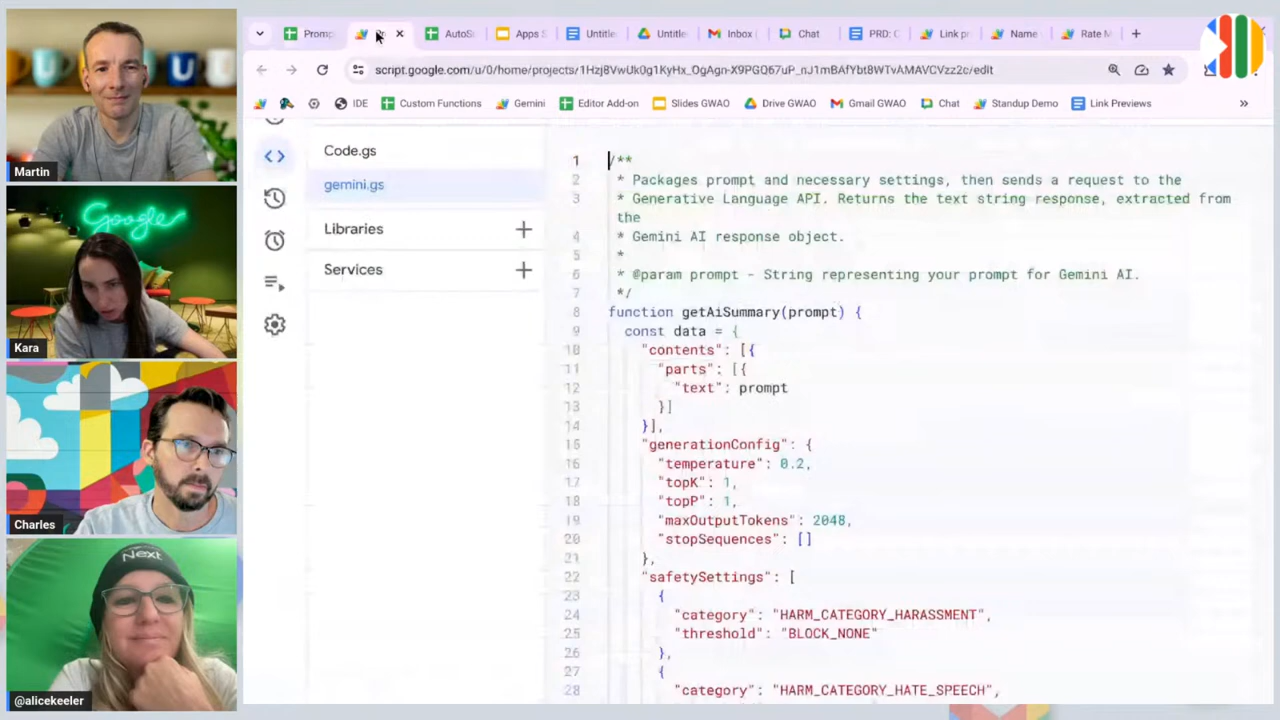 Promp
AutoS
Apps S
Untitle
Untitle
Inbox (
Chat
PRD: C
Link p
Name
Rate M
script.google.com/u/0/home/projects/1Hzj8VwUk0g1KyHx_OgAgn-X9PGQ67uP_nJ1mBAfYbt8WTvAMAVCVzz2c/edit
IDE
Custom Functions
Gemini
Editor Add-on
Slides GWAO
Drive GWAO
Gmail GWAO
Chat
Standup Demo
Link Previews
Martin
Google
Kara
Charles
Next
@alicekeeler
Code.gs
gemini.gs
Libraries
Services
1 /**
2 * Packages prompt and necessary settings, then sends a request to the
3 * Generative Language API. Returns the text string response, extracted from
the
4 * Gemini AI response object.
5 *
6 * @param prompt - String representing your prompt for Gemini AI.
7 */
8 function getAiSummary(prompt) {
9 const data = {
10 "contents": [{
11 "parts": [{
12 "text": prompt
13 }]
14 }],
15 "generationConfig": {
16 "temperature": 0.2,
17 "topK": 1,
18 "topP": 1,
19 "maxOutputTokens": 2048,
20 "stopSequences": []
21 },
22 "safetySettings": [
23 {
24 "category": "HARM_CATEGORY_HARASSMENT",
25 "threshold": "BLOCK_NONE"
26 },
27 {
28 "category": "HARM_CATEGORY_HATE_SPEECH",